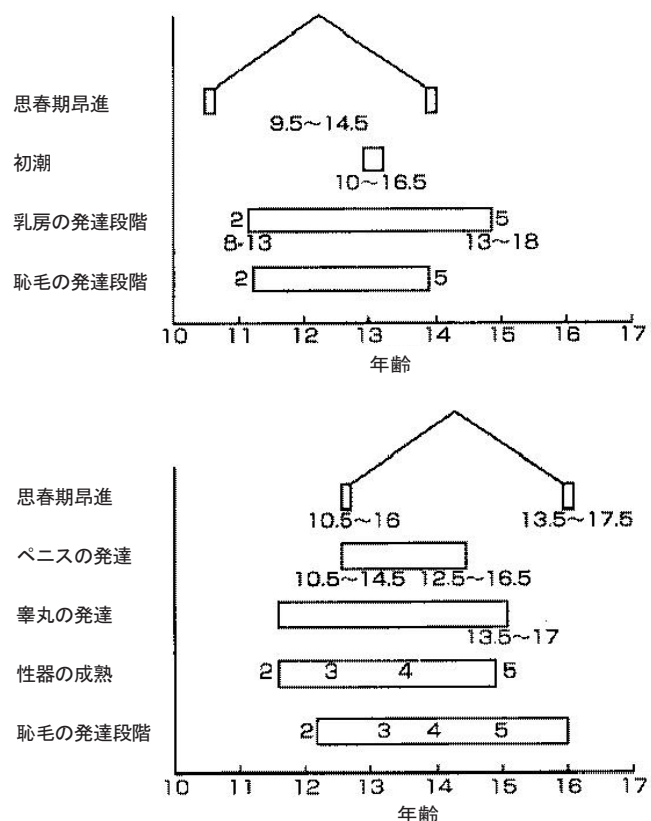 思春期昂進
9.5〜14.5
初潮
10〜16.5
乳房の発達段階 2 5
8-13 13〜18
恥毛の発達段階 2 5
10 11 12 13 14 15 16 17
年齢
思春期昂進
10.5〜16 13.5〜17.5
ペニスの発達
10.5〜14.5 12.5〜16.5
睾丸の発達
13.5〜17
性器の成熟 2 3 4 5
恥毛の発達段階 2 3 4 5
10 11 12 13 14 15 16 17
年齢